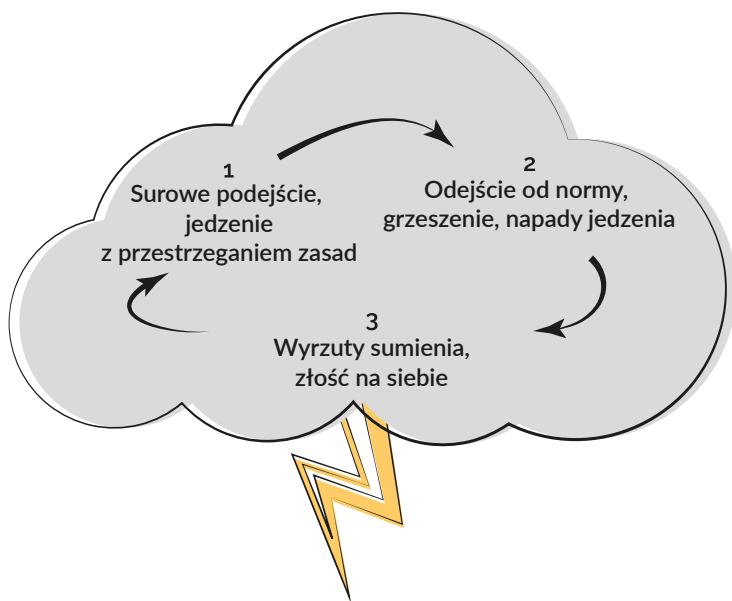 1
Surowe podejście,
jedzenie
z przestrzeganiem zasad
2
Odejście od normy,
grzeszenie, napady jedzenia
3
Wyrzuty sumienia,
złość na siebie